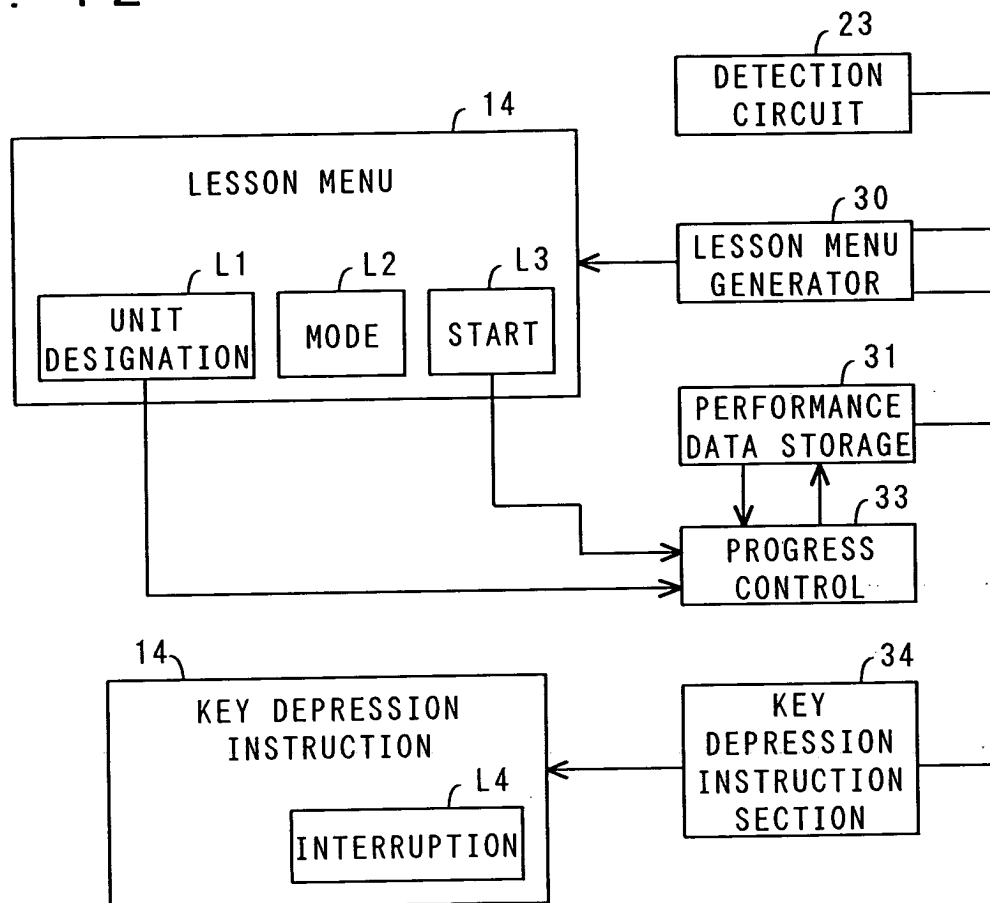 23
DETECTION
CIRCUIT
14
LESSON MENU
30
LESSON MENU
GENERATOR
L1
UNIT
DESIGNATION
L2
MODE
L3
START
31
PERFORMANCE
DATA STORAGE
33
PROGRESS
CONTROL
14
KEY DEPRESSION
INSTRUCTION
L4
INTERRUPTION
34
KEY
DEPRESSION
INSTRUCTION
SECTION